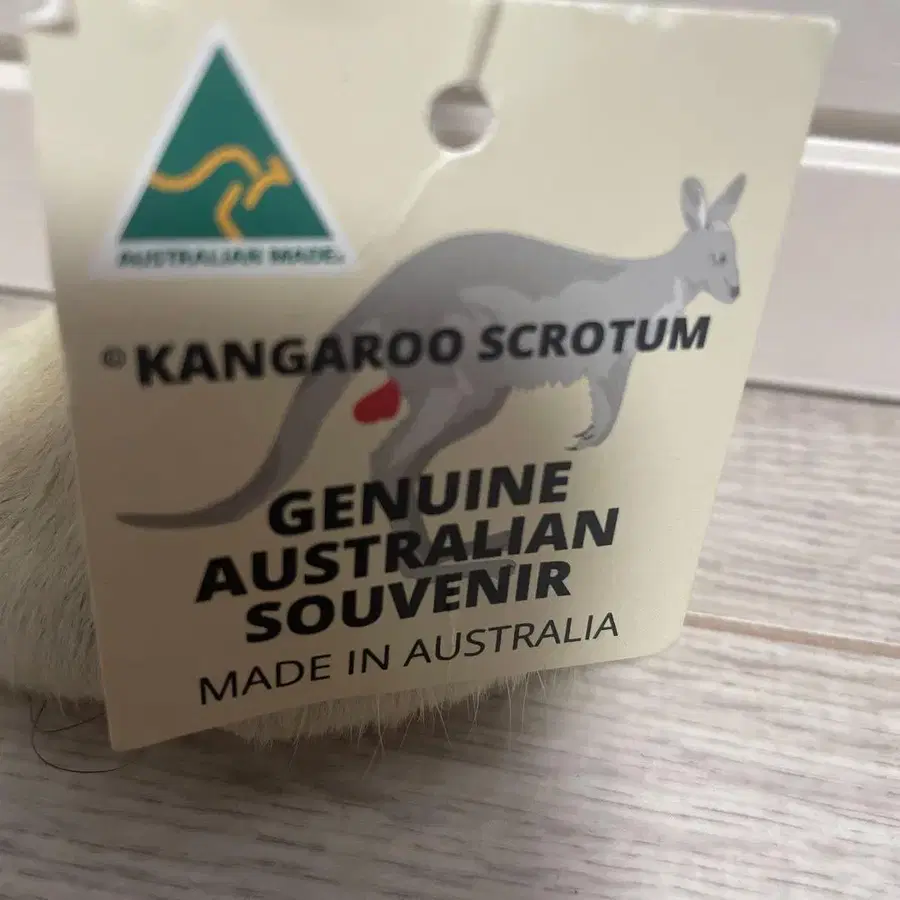 AUSTRALIAN MADE
© KANGAROO SCROTUM
GENUINE
AUSTRALIAN
SOUVENIR
MADE IN AUSTRALIA